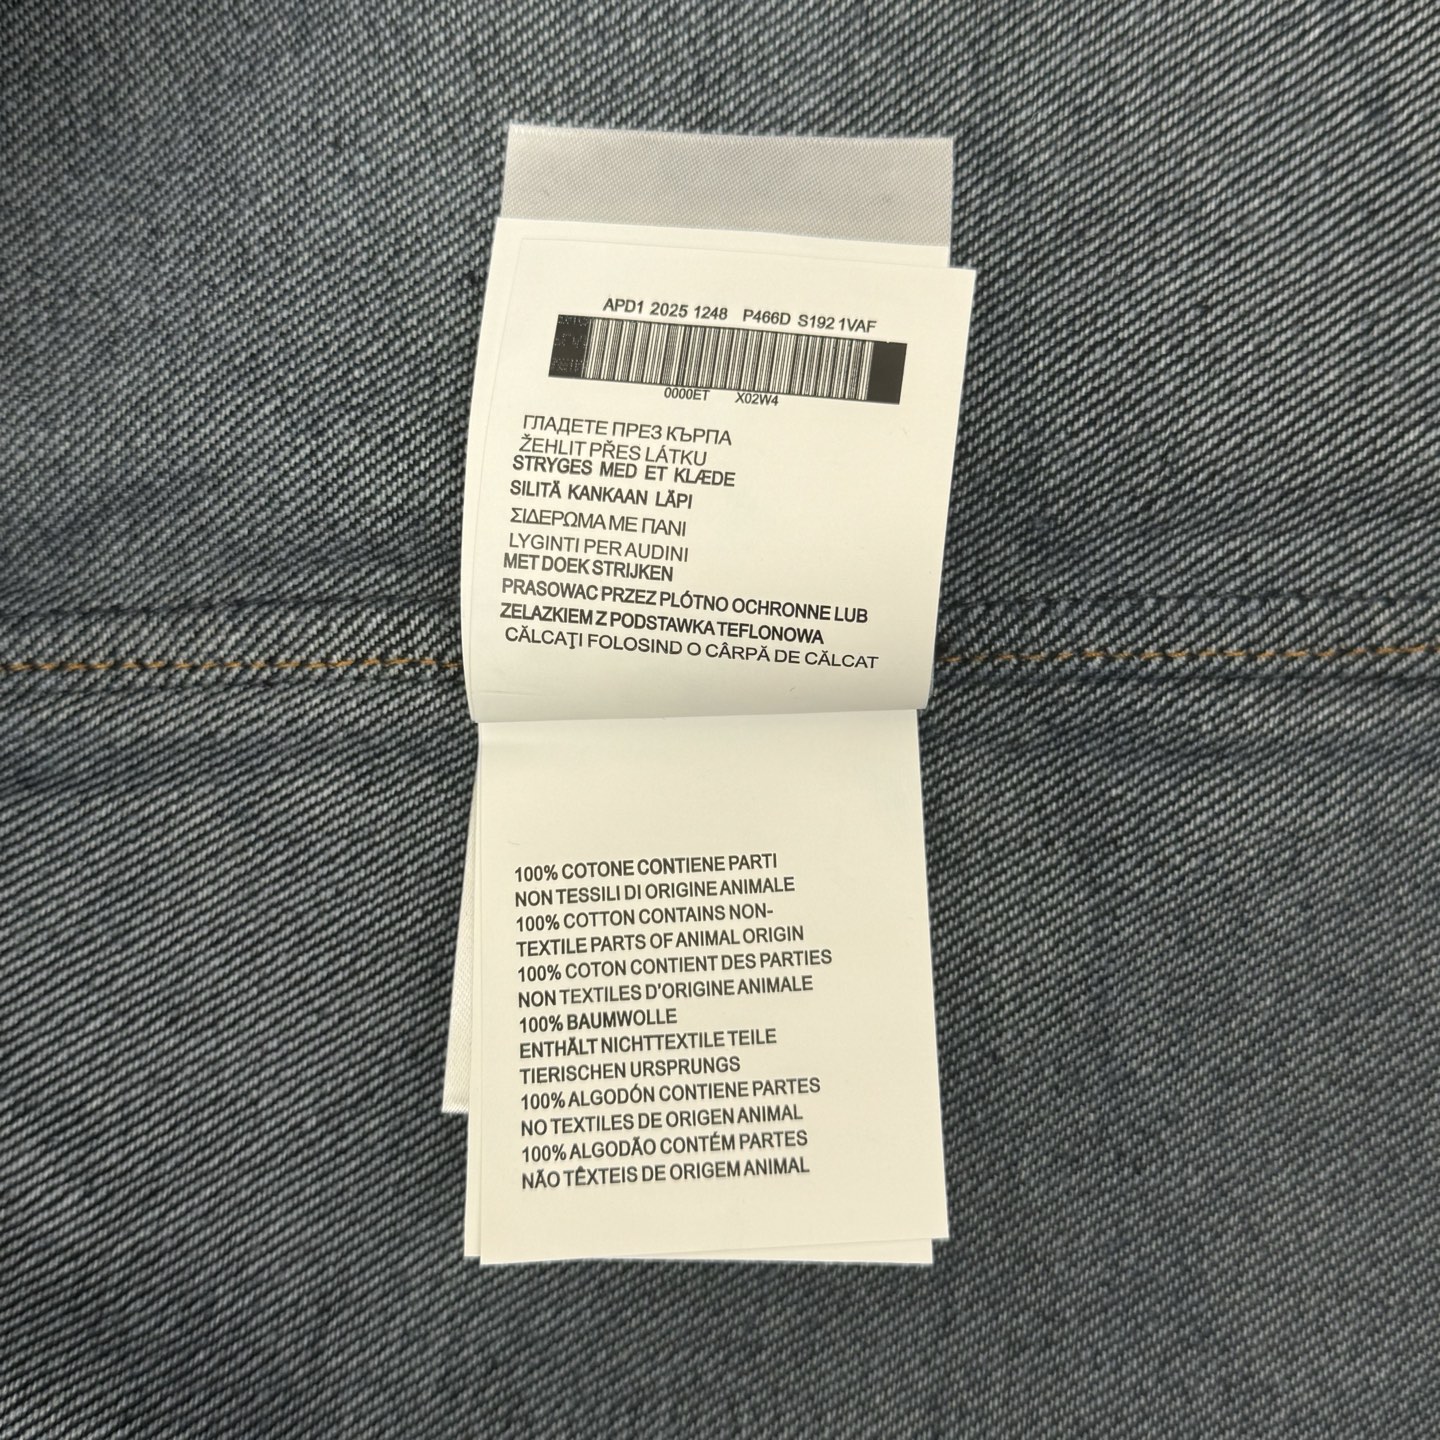 APD1 2025 1248 P466D S192 1VAF
0000ET X02W4
ГЛАДЕТЕ ПРЕЗ КЪРПА
ŽEHLIT PŘES LÁTKU
STRYGES MED ET KLÆDE
SILITÄ KANKAAN LÄPI
ΣΙΔΕΡΩΜΑ ΜΕ ΠΑΝΙ
LYGINTI PER AUDINI
MET DOEK STRIJKEN
PRASOWAC PRZEZ PLÓTNO OCHRONNE LUB
ZELAZKIEM Z PODSTAWKA TEFLONOWA
CĂLCAŢI FOLOSIND O CÂRPĂ DE CĂLCAT
100% COTONE CONTIENE PARTI
NON TESSILI DI ORIGINE ANIMALE
100% COTTON CONTAINS NON-
TEXTILE PARTS OF ANIMAL ORIGIN
100% COTON CONTIENT DES PARTIES
NON TEXTILES D'ORIGINE ANIMALE
100% BAUMWOLLE
ENTHÄLT NICHTTEXTILE TEILE
TIERISCHEN URSPRUNGS
100% ALGODÓN CONTIENE PARTES
NO TEXTILES DE ORIGEN ANIMAL
100% ALGODÃO CONTÉM PARTES
NÃO TÊXTEIS DE ORIGEM ANIMAL